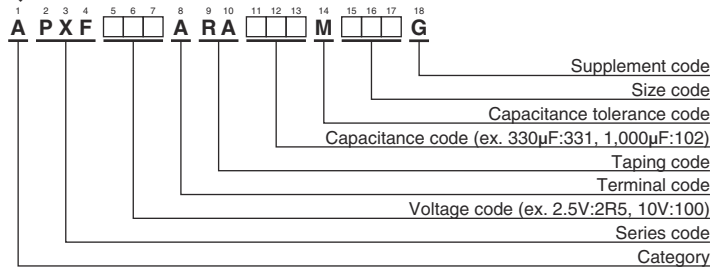 1 2 3 4 5 6 7 8 9 10 11 12 13 14 15 16 17 18
A P X F A R A M G
Supplement code
Size code
Capacitance tolerance code
Capacitance code (ex. 330μF:331, 1,000μF:102)
Taping code
Terminal code
Voltage code (ex. 2.5V:2R5, 10V:100)
Series code
Category